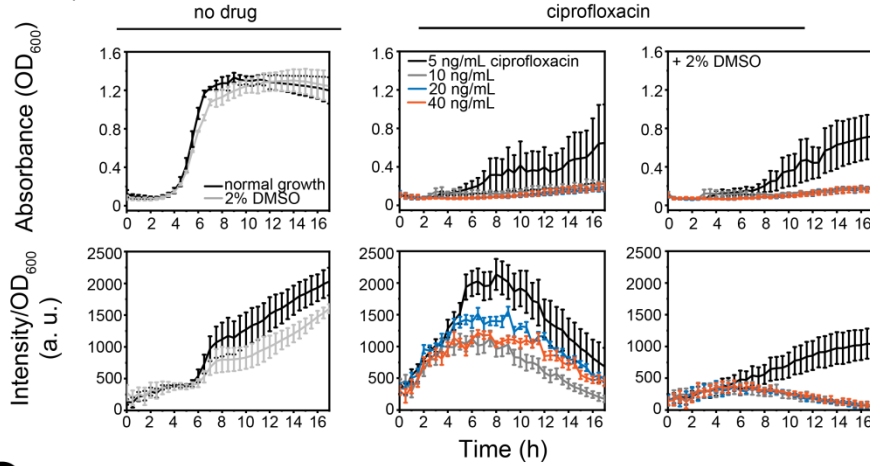 no drug
ciprofloxacin
Absorbance (OD600)
1.6
1.2
0.8
0.4
0
normal growth
2% DMSO
0 2 4 6 8 10 12 14 16
1.6
1.2
0.8
0.4
0
5 ng/mL ciprofloxacin
10 ng/mL
20 ng/mL
40 ng/mL
0 2 4 6 8 10 12 14 16
1.6
1.2
0.8
0.4
0
+ 2% DMSO
0 2 4 6 8 10 12 14 16
Intensity/OD600
(a. u.)
2500
2000
1500
1000
500
0
0 2 4 6 8 10 12 14 16
2500
2000
1500
1000
500
0
0 2 4 6 8 10 12 14 16
2500
2000
1500
1000
500
0
0 2 4 6 8 10 12 14 16
Time (h)